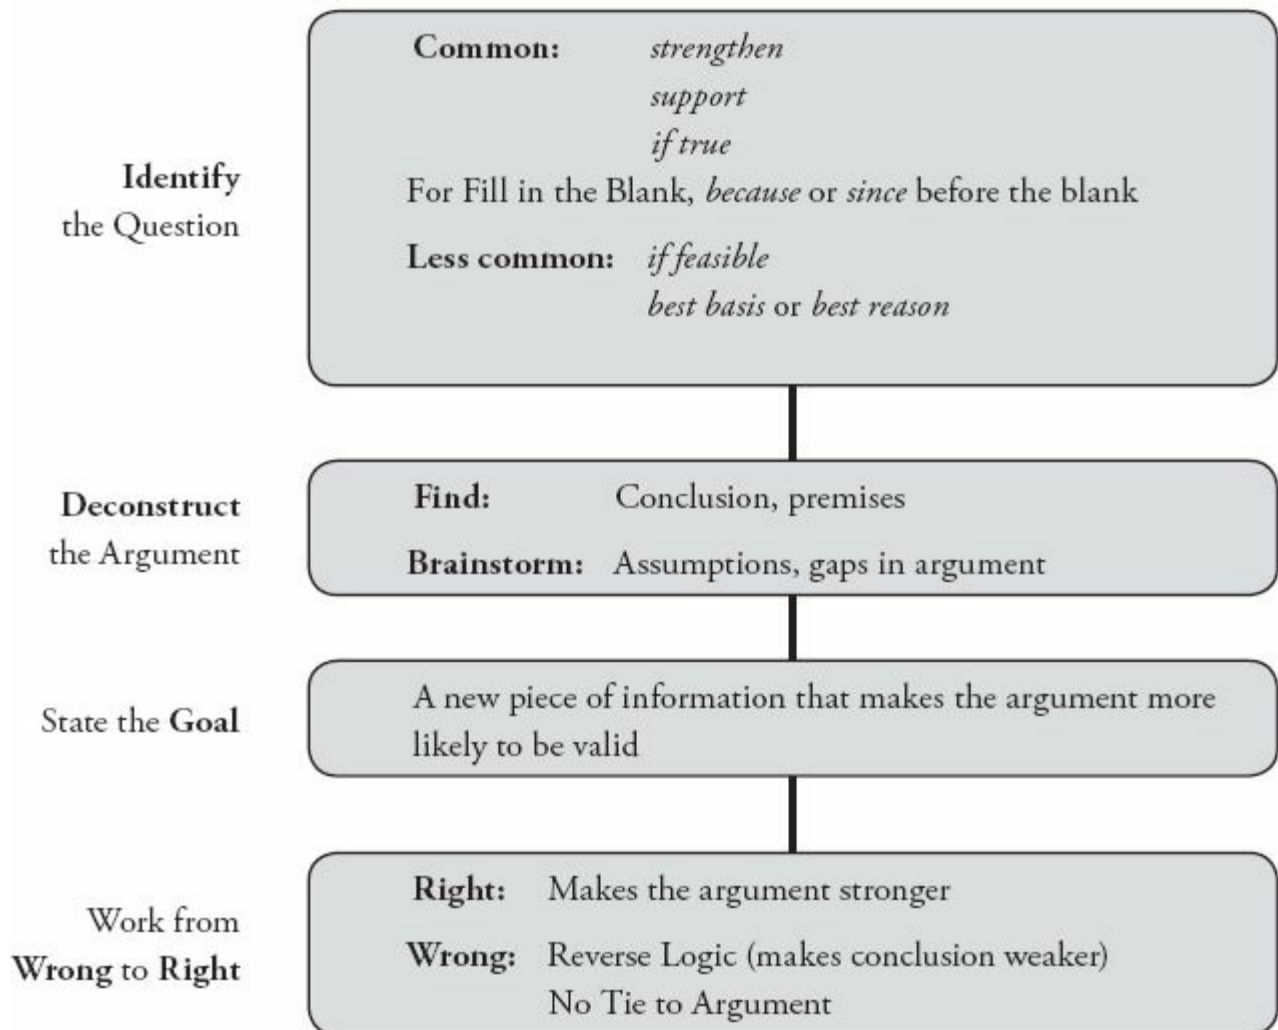 Identify
the Question
Common: strengthen
support
if true
For Fill in the Blank, because or since before the blank
Less common: if feasible
best basis or best reason
Deconstruct
the Argument
Find: Conclusion, premises
Brainstorm: Assumptions, gaps in argument
State the Goal
A new piece of information that makes the argument more
likely to be valid
Work from
Wrong to Right
Right: Makes the argument stronger
Wrong: Reverse Logic (makes conclusion weaker)
No Tie to Argument